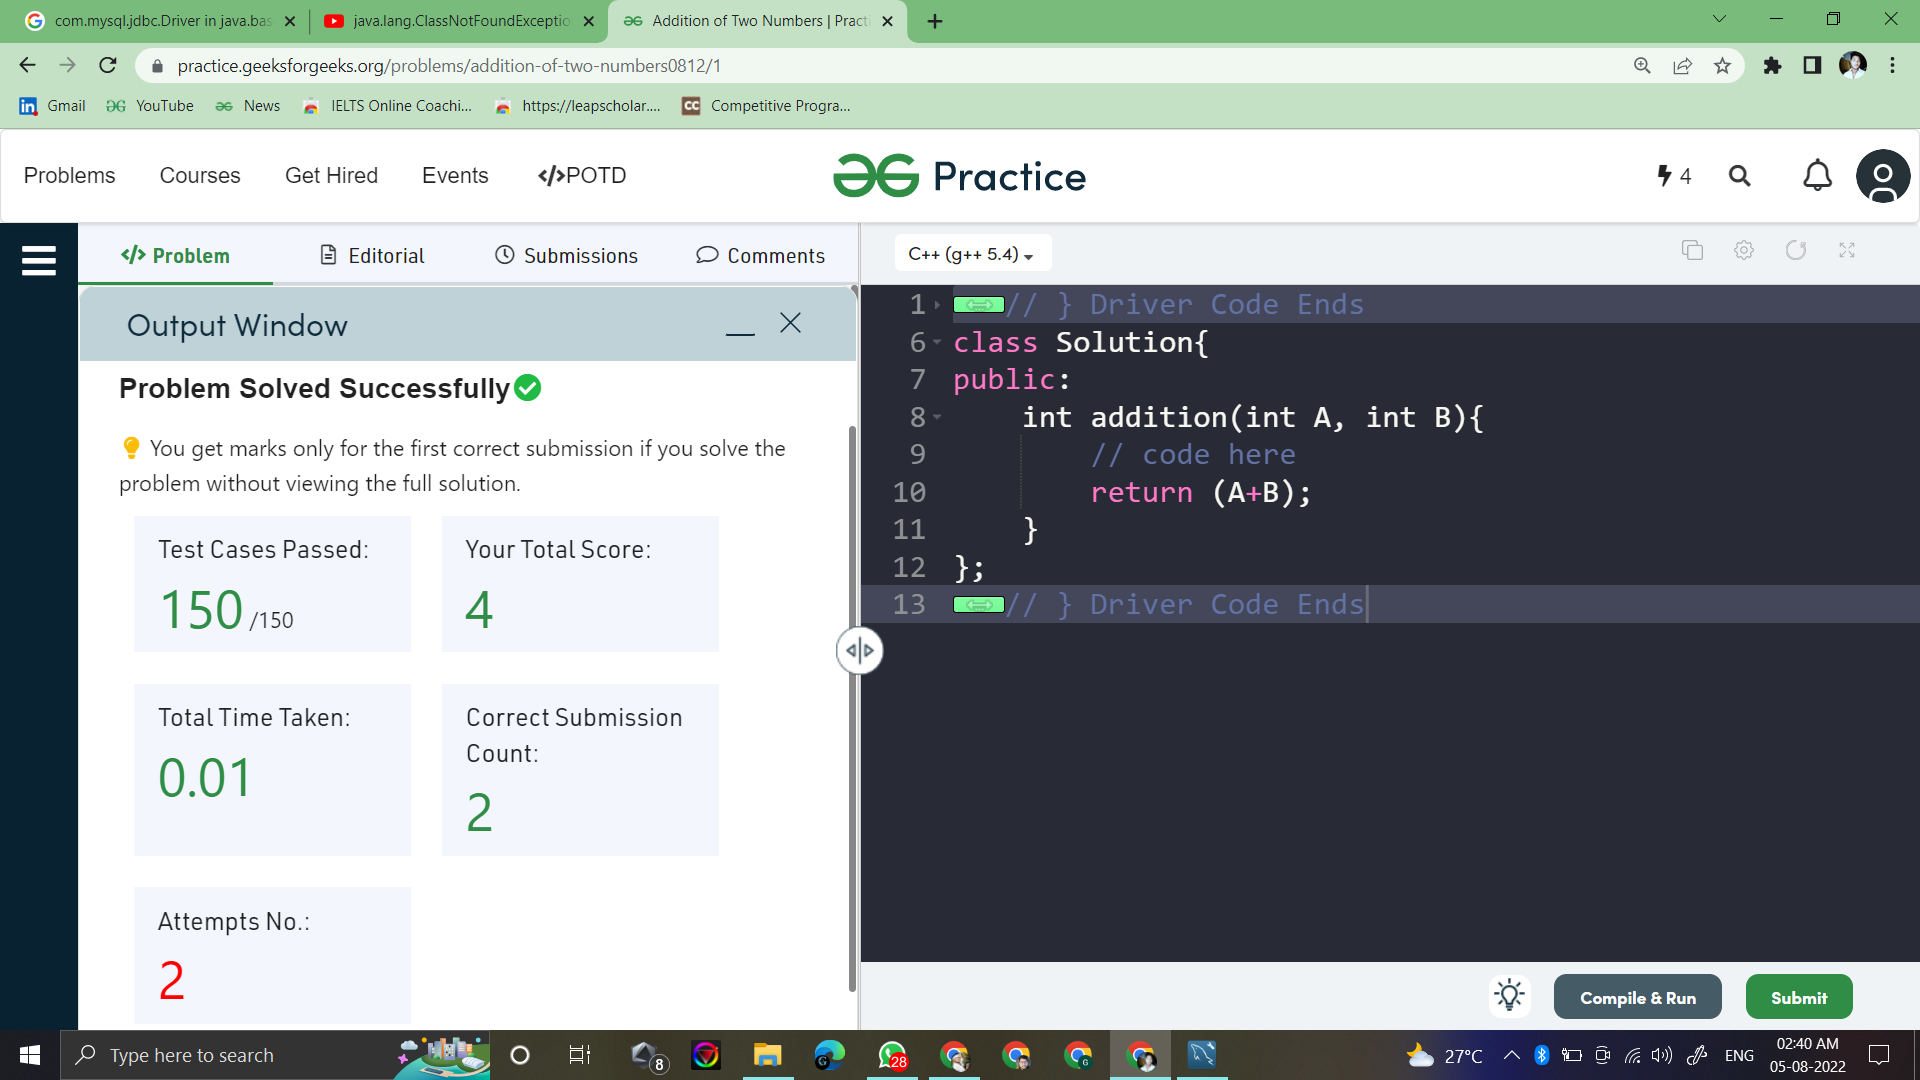 com.mysql.jdbc.Driver in java.bas
java.lang.ClassNotFoundExceptio
Addition of Two Numbers | Practi
practice.geeksforgeeks.org/problems/addition-of-two-numbers0812/1
Gmail
YouTube
News
IELTS Online Coachi...
https://leapscholar....
CC
Competitive Progra...
Problems
Courses
Get Hired
Events
</>POTD
Practice
4
</> Problem
Editorial
Submissions
Comments
C++ (g++ 5.4)
Output Window
Problem Solved Successfully
You get marks only for the first correct submission if you solve the
problem without viewing the full solution.
Test Cases Passed:
150 /150
Your Total Score:
4
Total Time Taken:
0.01
Correct Submission
Count:
2
Attempts No.:
2
1 // } Driver Code Ends
6 class Solution{
7 public:
8 int addition(int A, int B){
9 // code here
10 return (A+B);
11 }
12 };
13 // } Driver Code Ends
Compile & Run
Submit
Type here to search
8
28
27°C
ENG
02:40 AM
05-08-2022